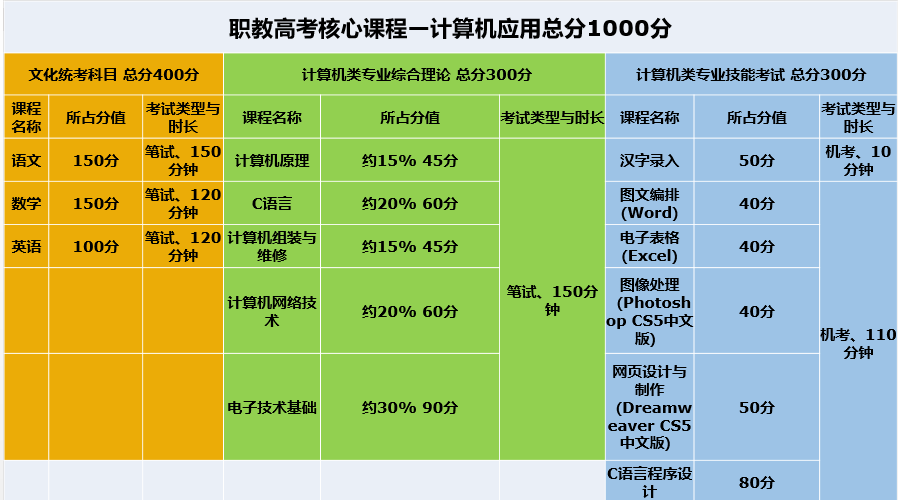 职教高考核心课程—计算机应用总分1000分
文化统考科目 总分400分
计算机类专业综合理论 总分300分
计算机类专业技能考试 总分300分
课程
名称
所占分值
考试类型与
时长
课程名称
所占分值
考试类型与时长
课程名称
所占分值
考试类型与
时长
语文
150分
笔试、150
分钟
计算机原理
约15% 45分
笔试、150分
钟
汉字录入
50分
机考、10
分钟
数学
150分
笔试、120
分钟
C语言
约20% 60分
图文编排
(Word)
40分
机考、110
分钟
英语
100分
笔试、120
分钟
计算机组装与
维修
约15% 45分
电子表格
(Excel)
40分
计算机网络技
术
约20% 60分
图像处理
(Photosh
op CS5中文
版)
40分
电子技术基础
约30% 90分
网页设计与
制作
(Dreamw
eaver CS5
中文版)
50分
C语言程序设
计
80分